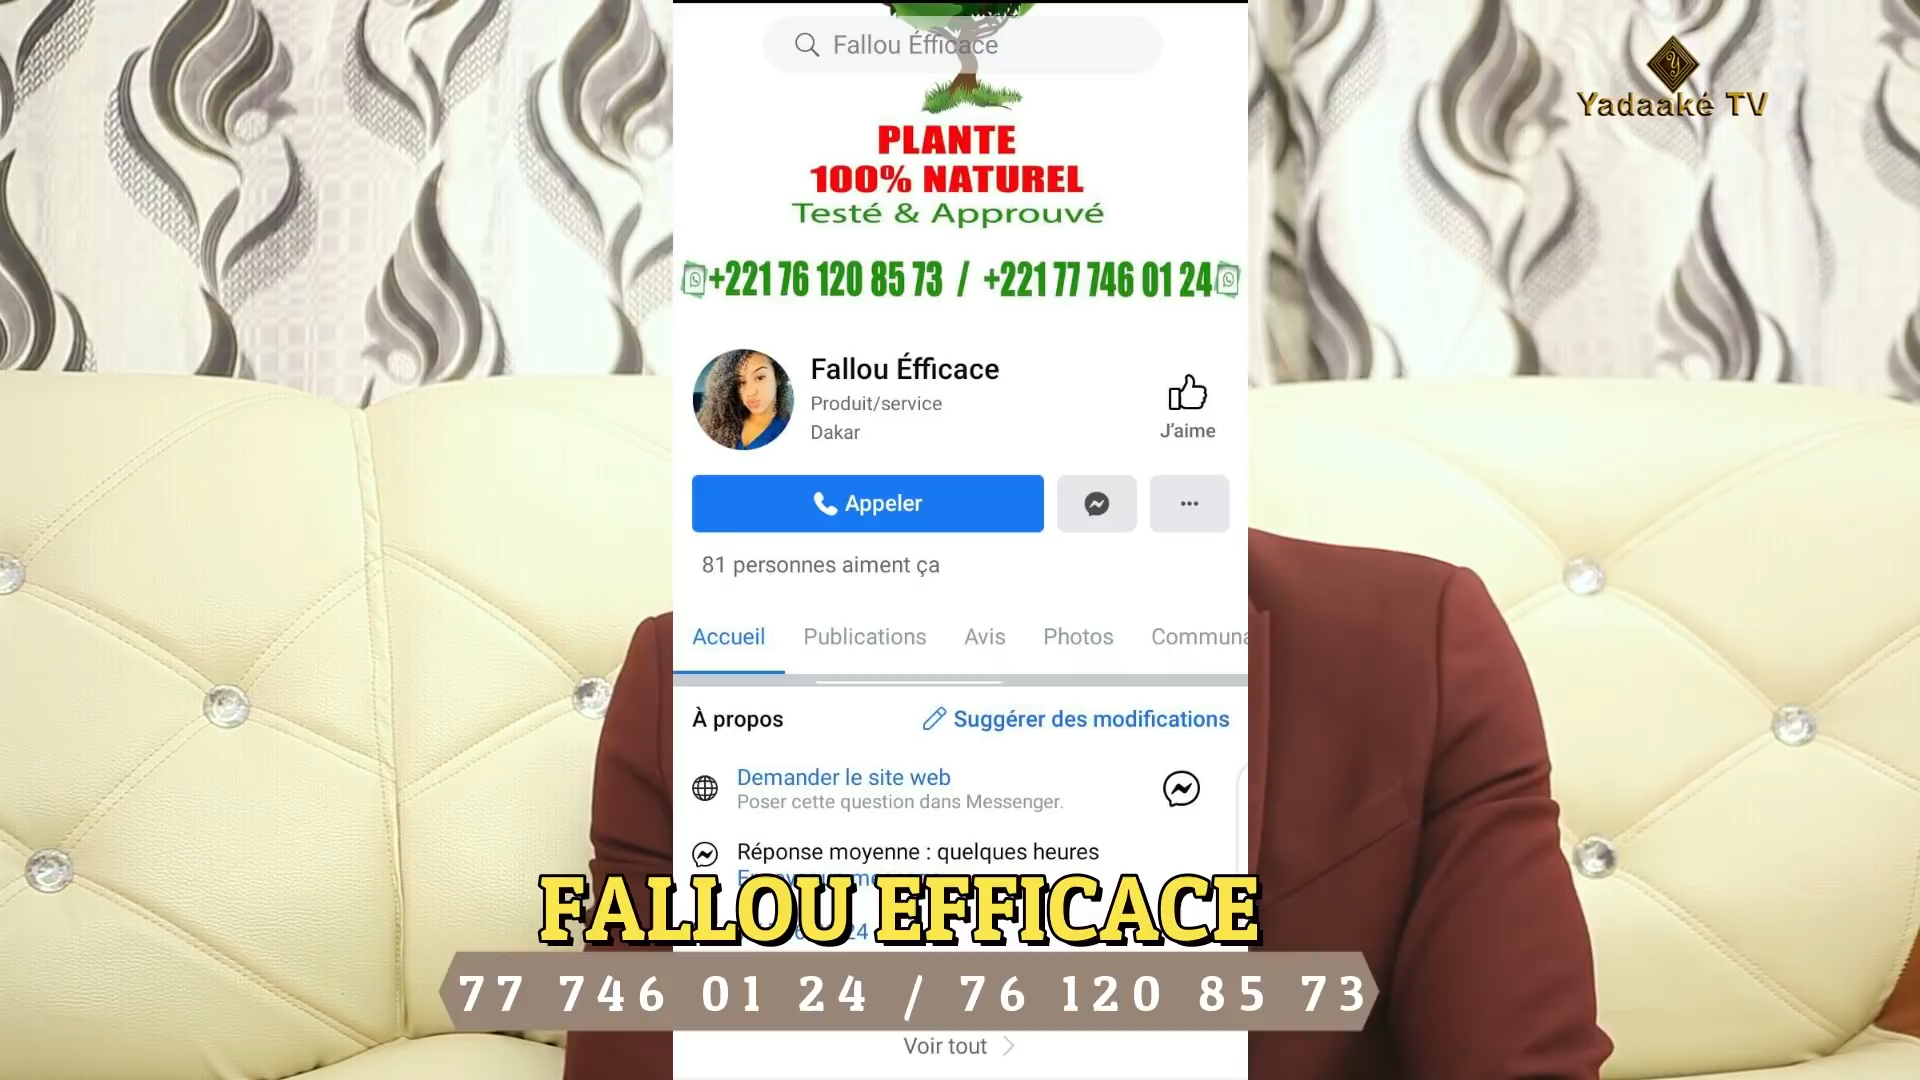 Fallou Éfficace
Yadaaké TV
PLANTE
100% NATUREL
Testé & Approuvé
+221 76 120 85 73 / +221 77 746 01 24
Fallou Éfficace
Produit/service
Dakar
J'aime
Appeler
81 personnes aiment ça
Accueil Publications Avis Photos Communa
À propos
Suggérer des modifications
Demander le site web
Poser cette question dans Messenger.
Réponse moyenne : quelques heures
FALLOU EFFICACE
77 746 01 24 / 76 120 85 73
Voir tout